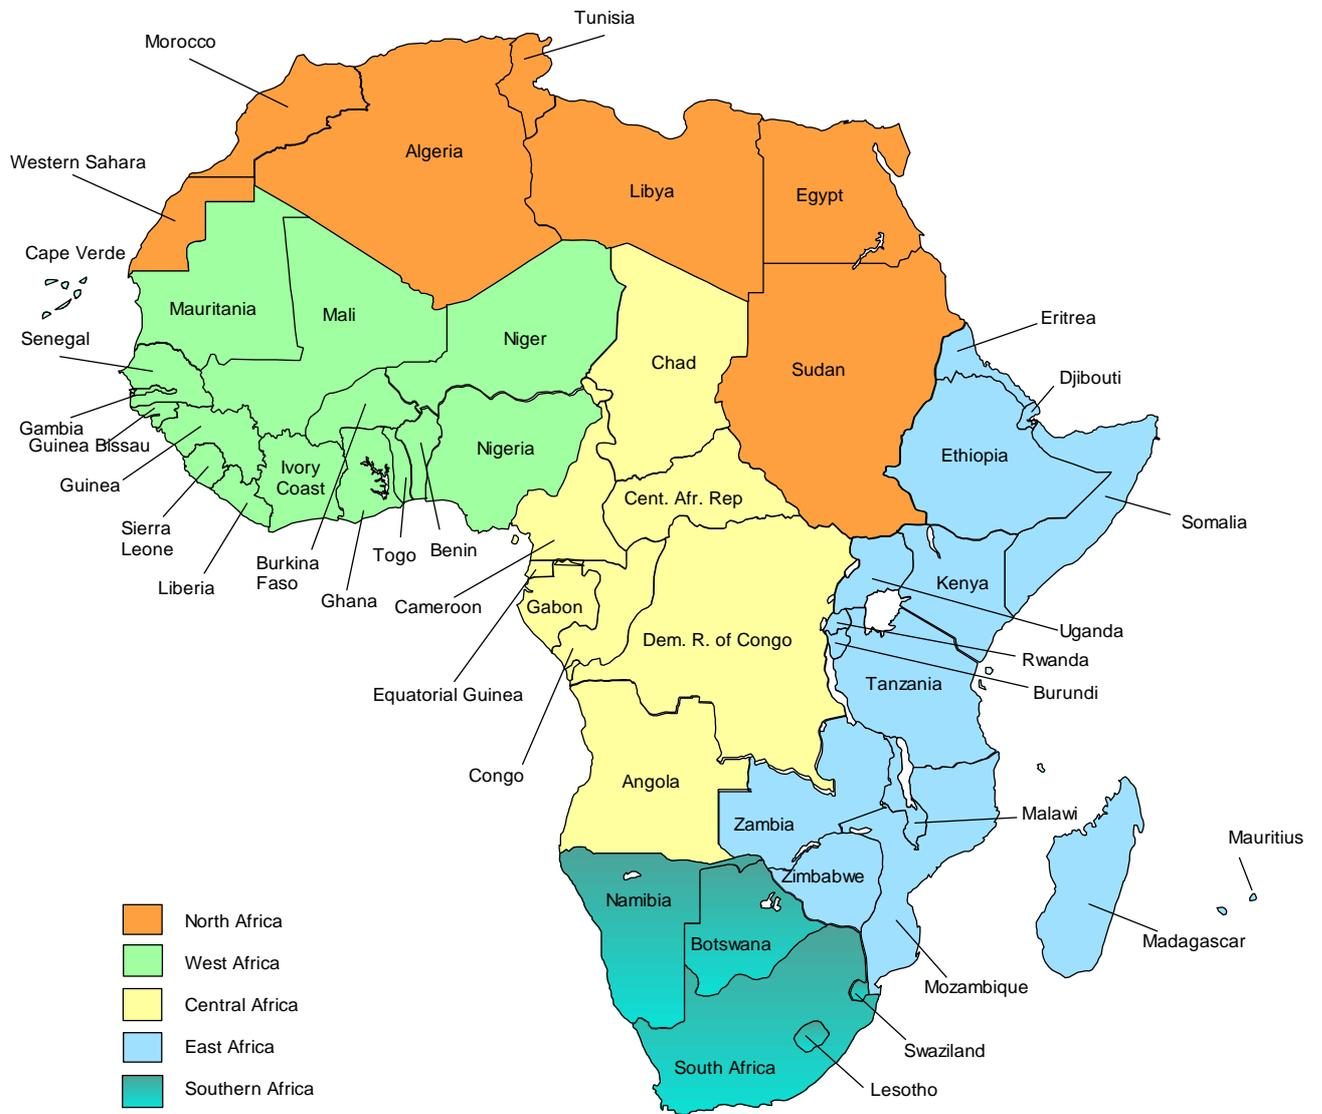 Tunisia
Morocco
Algeria
Western Sahara
Libya
Egypt
Cape Verde
Mauritania
Mali
Senegal
Niger
Chad
Sudan
Eritrea
Djibouti
Gambia
Guinea Bissau
Nigeria
Ethiopia
Ivory
Coast
Guinea
Cent. Afr. Rep
Somalia
Sierra
Leone
Burkina
Faso
Togo
Benin
Liberia
Ghana
Cameroon
Gabon
Kenya
Uganda
Dem. R. of Congo
Rwanda
Tanzania
Burundi
Equatorial Guinea
Congo
Angola
Zambia
Malawi
Mauritius
Zimbabwe
Namibia
Botswana
Madagascar
Mozambique
Swaziland
South Africa
Lesotho
North Africa
West Africa
Central Africa
East Africa
Southern Africa